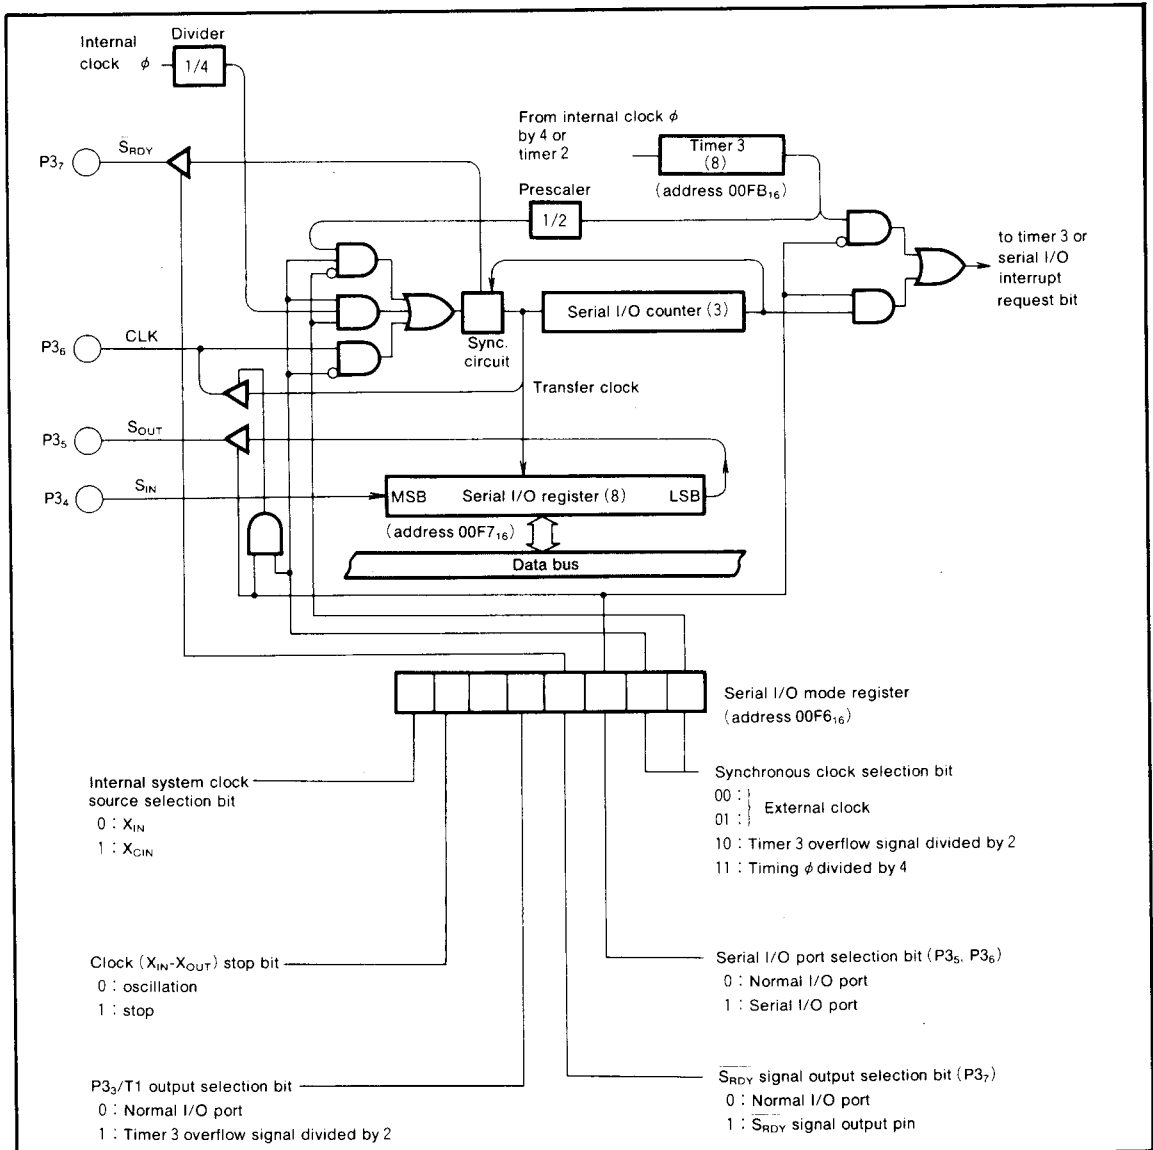 Internal
clock φ
Divider
1/4
From internal clock φ
by 4 or
timer 2
Timer 3
(8)
(address 00FB₁₆)
P3₇
S̅R̅D̅Y̅
Prescaler
1/2
to timer 3 or
serial I/O
interrupt
request bit
P3₆
CLK
Sync.
circuit
Serial I/O counter (3)
Transfer clock
P3₅
SOUT
P3₄
SIN
MSB Serial I/O register (8) LSB
(address 00F7₁₆)
Data bus
Serial I/O mode register
(address 00F6₁₆)
Internal system clock
source selection bit
0 : XIN
1 : XCIN
Synchronous clock selection bit
00 :
01 :
External clock
10 : Timer 3 overflow signal divided by 2
11 : Timing φ divided by 4
Clock (XIN-XOUT) stop bit
0 : oscillation
1 : stop
Serial I/O port selection bit (P3₅, P3₆)
0 : Normal I/O port
1 : Serial I/O port
P3₃/T1 output selection bit
0 : Normal I/O port
1 : Timer 3 overflow signal divided by 2
S̅R̅D̅Y̅ signal output selection bit (P3₇)
0 : Normal I/O port
1 : S̅R̅D̅Y̅ signal output pin